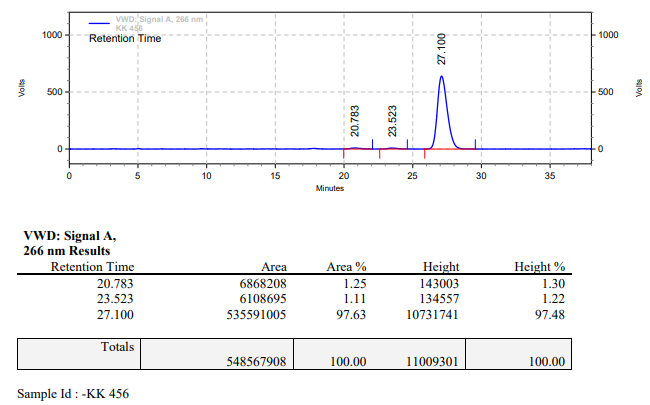 VWD: Signal A, 266 nm
KK 456
Retention Time
1000 1000
500 500
0 0
Volts Volts
20.783 23.523 27.100
0 5 10 15 20 25 30 35
Minutes
VWD: Signal A,
266 nm Results
Retention Time Area Area % Height Height %
20.783 6868208 1.25 143003 1.30
23.523 6108695 1.11 134557 1.22
27.100 535591005 97.63 10731741 97.48
Totals
548567908 100.00 11009301 100.00
Sample Id : -KK 456